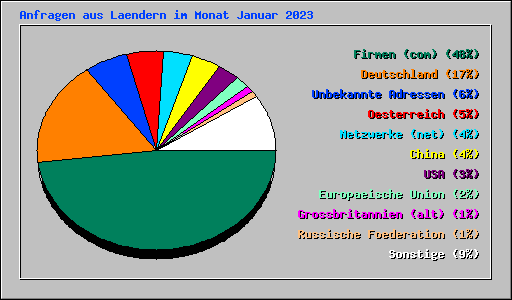 Anfragen aus Laendern im Monat Januar 2023
Firmen (com) (48%)
Deutschland (17%)
Unbekannte Adressen (6%)
Oesterreich (5%)
Netzwerke (net) (4%)
China (4%)
USA (3%)
Europaeische Union (2%)
Grossbritannien (alt) (1%)
Russische Foederation (1%)
Sonstige (9%)